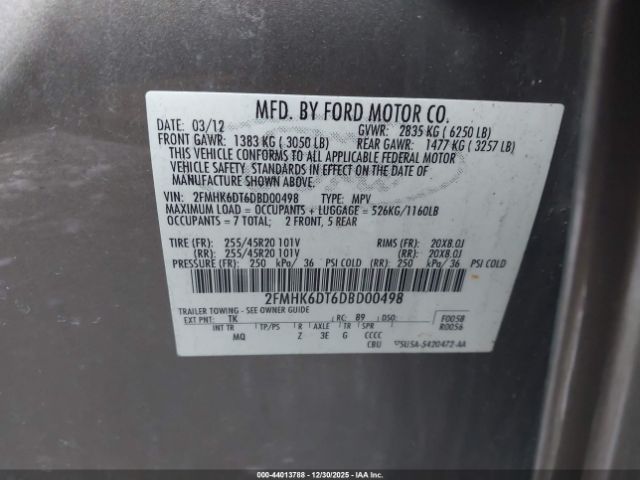 MFD. BY FORD MOTOR CO.
DATE: 03/12 GVWR: 2835 KG ( 6250 LB)
FRONT GAWR: 1383 KG ( 3050 LB) REAR GAWR: 1477 KG ( 3257 LB)
THIS VEHICLE CONFORMS TO ALL APPLICABLE FEDERAL MOTOR
VEHICLE SAFETY STANDARDS IN EFFECT ON THE DATE OF
MANUFACTURE SHOWN ABOVE.
VIN: 2FMHK6DT6DBD00498 TYPE: MPV
MAXIMUM LOAD = OCCUPANTS + LUGGAGE = 526KG/1160LB
OCCUPANTS = 7 TOTAL; 2 FRONT, 5 REAR
TIRE (FR): 255/45R20 101V RIMS (FR): 20X8.0J
(RR): 255/45R20 101V (RR): 20X8.0J
PRESSURE (FR): 250 kPa/ 36 PSI COLD (RR): 250 kPa/ 36 PSI COLD
2FMHK6DT6DBD00498
TRAILER TOWING - SEE OWNER GUIDE
EXT PNT: TK RC: 89 DSO: F0058
INT TR TP/PS R AXLE TR SPR R0056
MQ Z 3E G CCCC
CBU 5U5A-5420472-AA
44013788 - 12/30/2025 - IAAI, Inc.